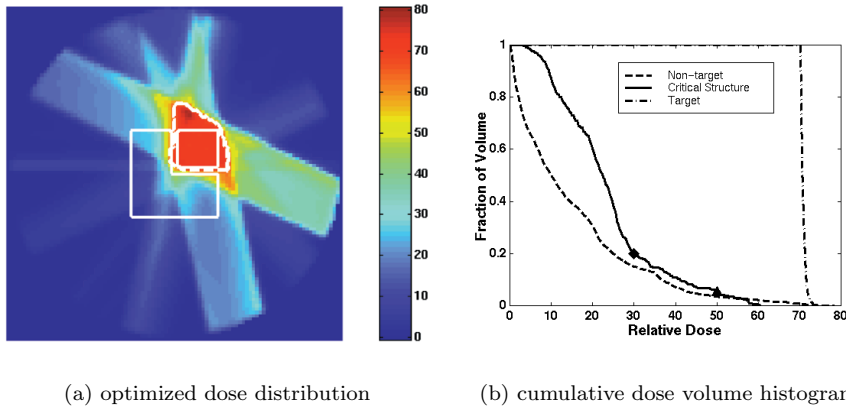 80
70
60
50
40
30
20
10
0
1
0.8
0.6
0.4
0.2
0
Fraction of Volume
Non-target
Critical Structure
Target
0 10 20 30 40 50 60 70 80
Relative Dose
(a) optimized dose distribution
(b) cumulative dose volume histogram